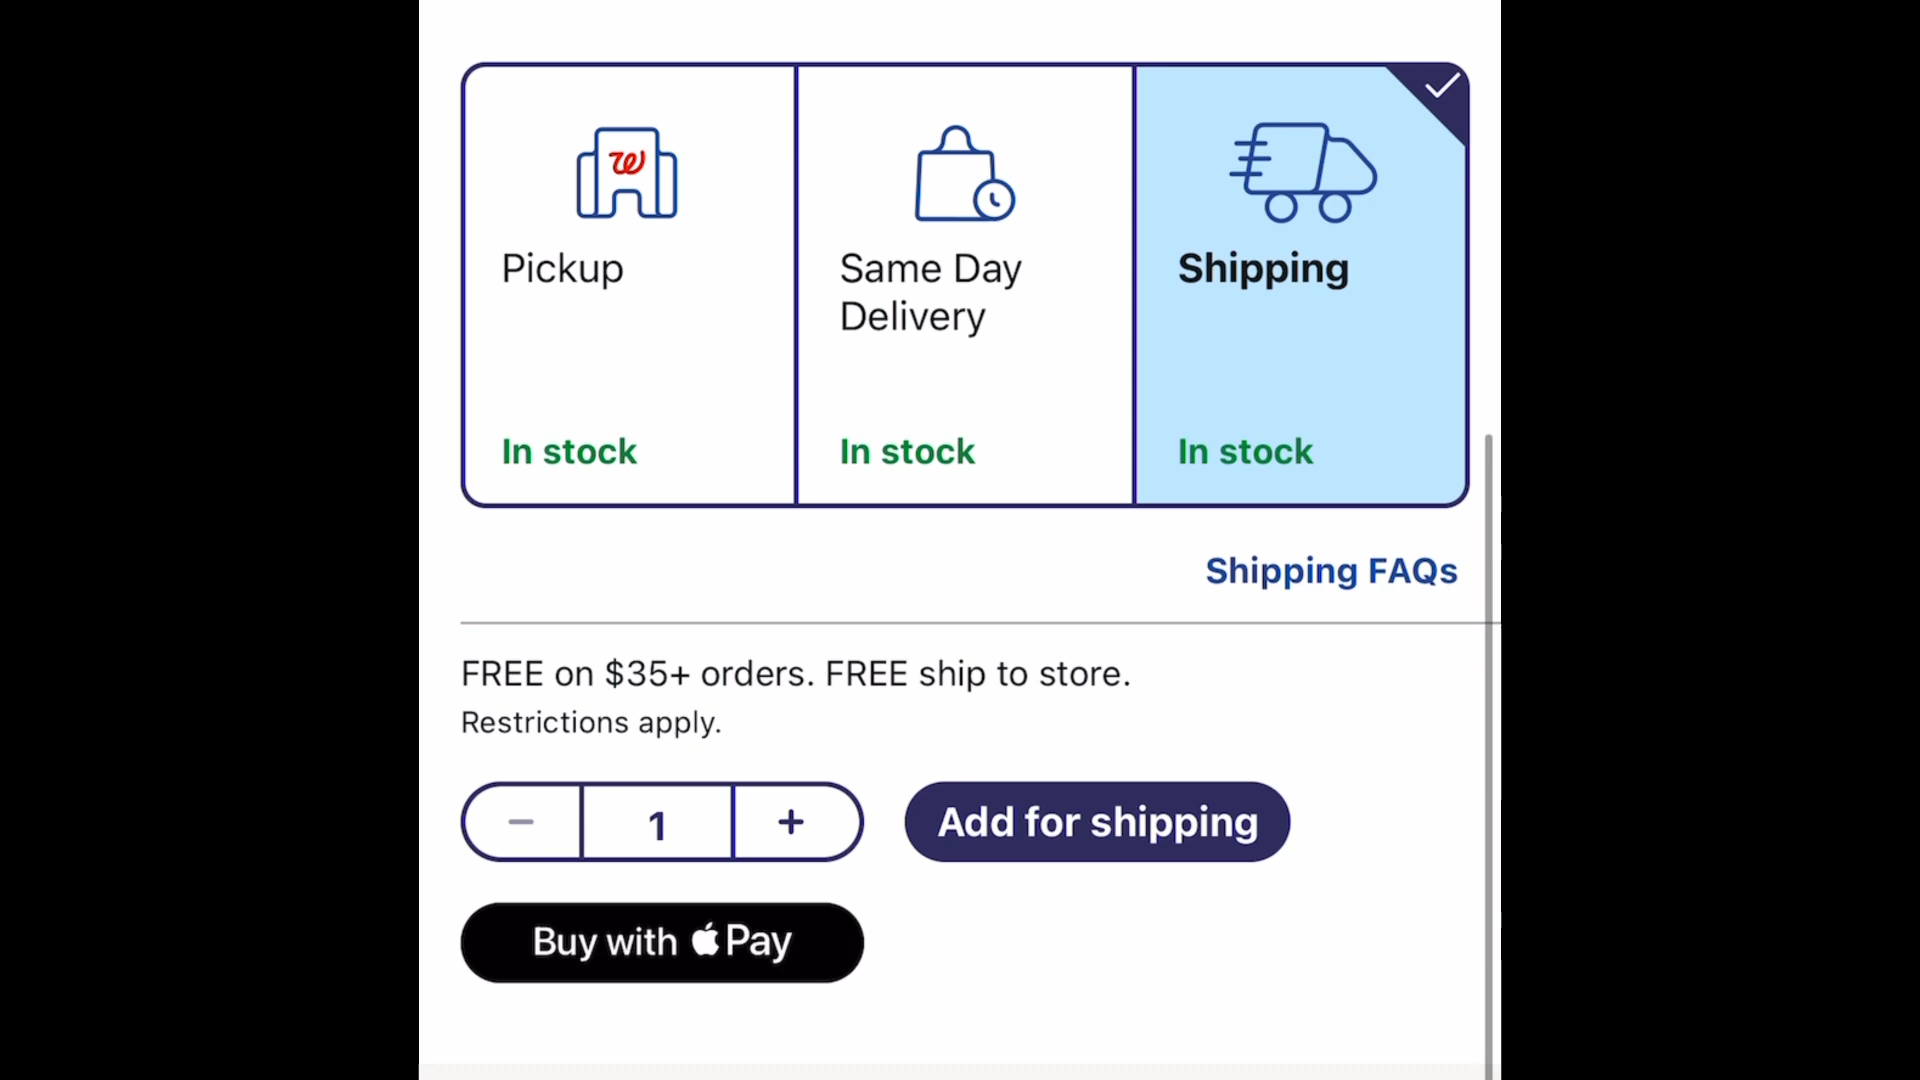 Pickup
Same Day
Delivery
Shipping
In stock
In stock
In stock
Shipping FAQs
FREE on $35+ orders. FREE ship to store.
Restrictions apply.
− 1 + Add for shipping
Buy with Pay